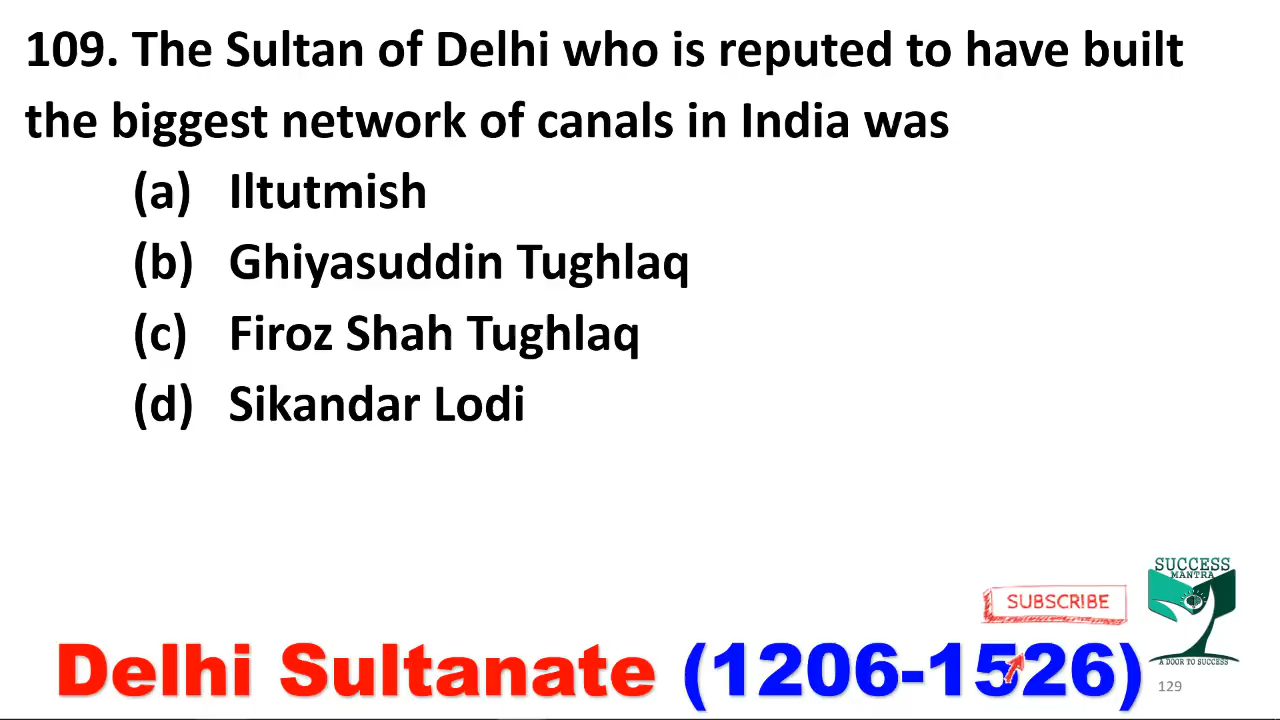 109. The Sultan of Delhi who is reputed to have built
the biggest network of canals in India was
(a) Iltutmish
(b) Ghiyasuddin Tughlaq
(c) Firoz Shah Tughlaq
(d) Sikandar Lodi
SUCCESS
MANTRA
SUBSCRIBE
A DOOR TO SUCCESS
Delhi Sultanate (1206-1526)
129